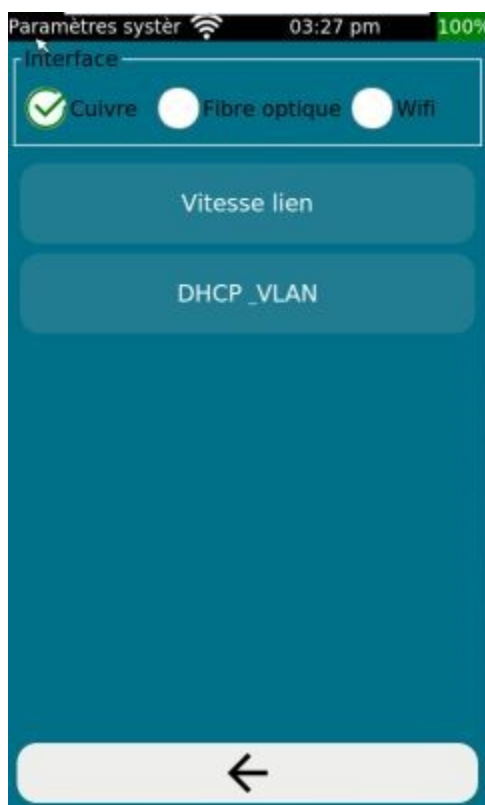 Paramètres systèr 03:27 pm 100%
Interface
Cuivre Fibre optique Wifi
Vitesse lien
DHCP_VLAN